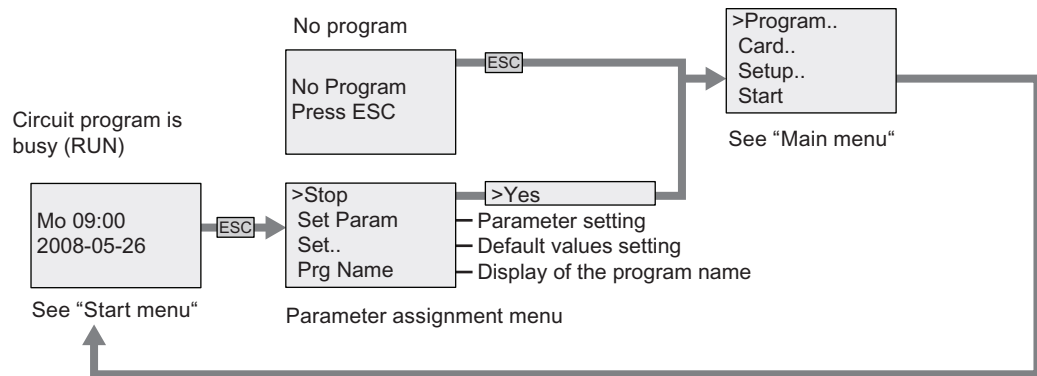 No program
No Program
Press ESC
ESC
>Program..
Card..
Setup..
Start
See "Main menu“
Circuit program is
busy (RUN)
Mo 09:00
2008-05-26
See “Start menu“
ESC
>Stop
Set Param
Set..
Prg Name
>Yes
Parameter setting
Default values setting
Display of the program name
Parameter assignment menu